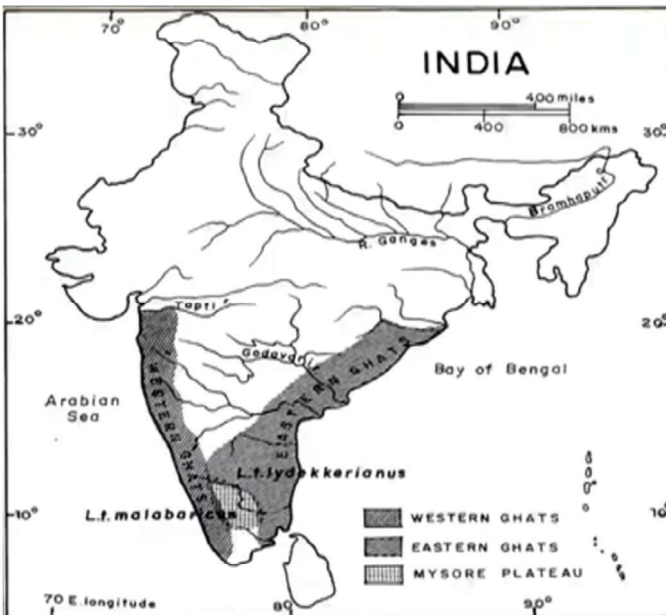 70° 80° 90°
INDIA
0 400 miles
0 400 800 kms
30° 30°
Bramhaputr R
R. Ganges
Tapti R
20° 20°
Godavari R
Bay of Bengal
Arabian
Sea
WESTERN GHATS
EASTERN GHATS
L.t.lydekkerianus
L.t.malabaricus
10° 10°
WESTERN GHATS
EASTERN GHATS
MYSORE PLATEAU
70 E.longitude 80 90°